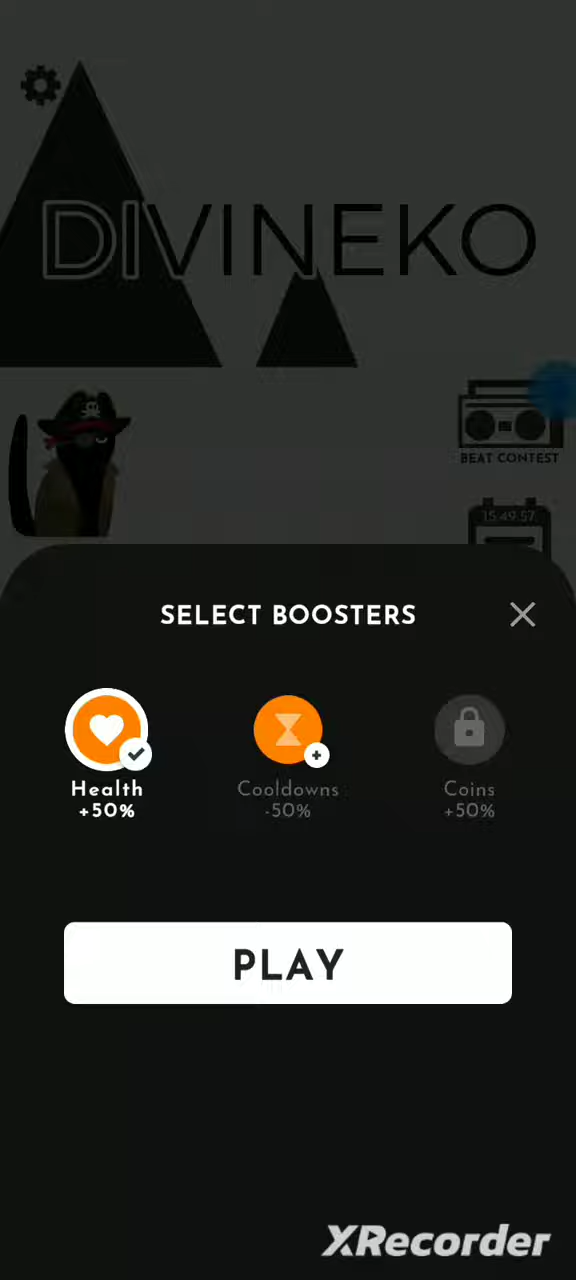 DIVINEKO
BEAT CONTEST
15:49:57
SELECT BOOSTERS
Health
+50%
Cooldowns
-50%
Coins
+50%
PLAY
XRecorder